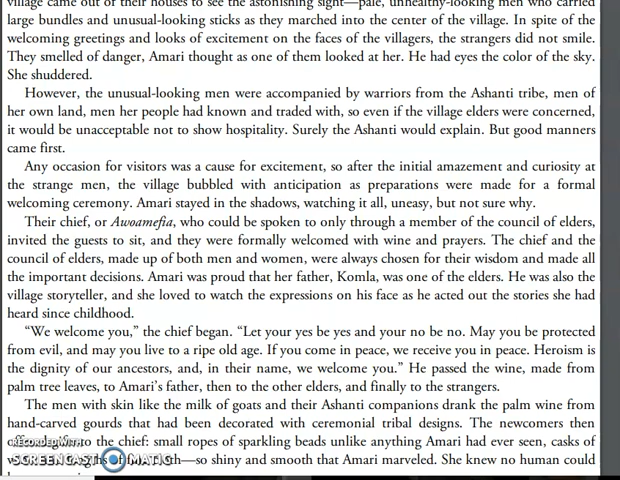 village came out of their houses to see the astonishing sight—pale, unhealthy-looking men who carried
large bundles and unusual-looking sticks as they marched into the center of the village. In spite of the
welcoming greetings and looks of excitement on the faces of the villagers, the strangers did not smile.
They smelled of danger, Amari thought as one of them looked at her. He had eyes the color of the sky.
She shuddered.
However, the unusual-looking men were accompanied by warriors from the Ashanti tribe, men of
her own land, men her people had known and traded with, so even if the village elders were concerned,
it would be unacceptable not to show hospitality. Surely the Ashanti would explain. But good manners
came first.
Any occasion for visitors was a cause for excitement, so after the initial amazement and curiosity at
the strange men, the village bubbled with anticipation as preparations were made for a formal
welcoming ceremony. Amari stayed in the shadows, watching it all, uneasy, but not sure why.
Their chief, or Awoamefia, who could be spoken to only through a member of the council of elders,
invited the guests to sit, and they were formally welcomed with wine and prayers. The chief and the
council of elders, made up of both men and women, were always chosen for their wisdom and made all
the important decisions. Amari was proud that her father, Komla, was one of the elders. He was also the
village storyteller, and she loved to watch the expressions on his face as he acted out the stories she had
heard since childhood.
“We welcome you,” the chief began. “Let your yes be yes and your no be no. May you be protected
from evil, and may you live to a ripe old age. If you come in peace, we receive you in peace. Heroism is
the dignity of our ancestors, and, in their name, we welcome you.” He passed the wine, made from
palm tree leaves, to Amari’s father, then to the other elders, and finally to the strangers.
The men with skin like the milk of goats and their Ashanti companions drank the palm wine from
hand-carved gourds that had been decorated with ceremonial tribal designs. The newcomers then
to the chief: small ropes of sparkling beads unlike anything Amari had ever seen, casks of
RECORDED WITH
SCREENCAST O MATIC
—so shiny and smooth that Amari marveled. She knew no human could